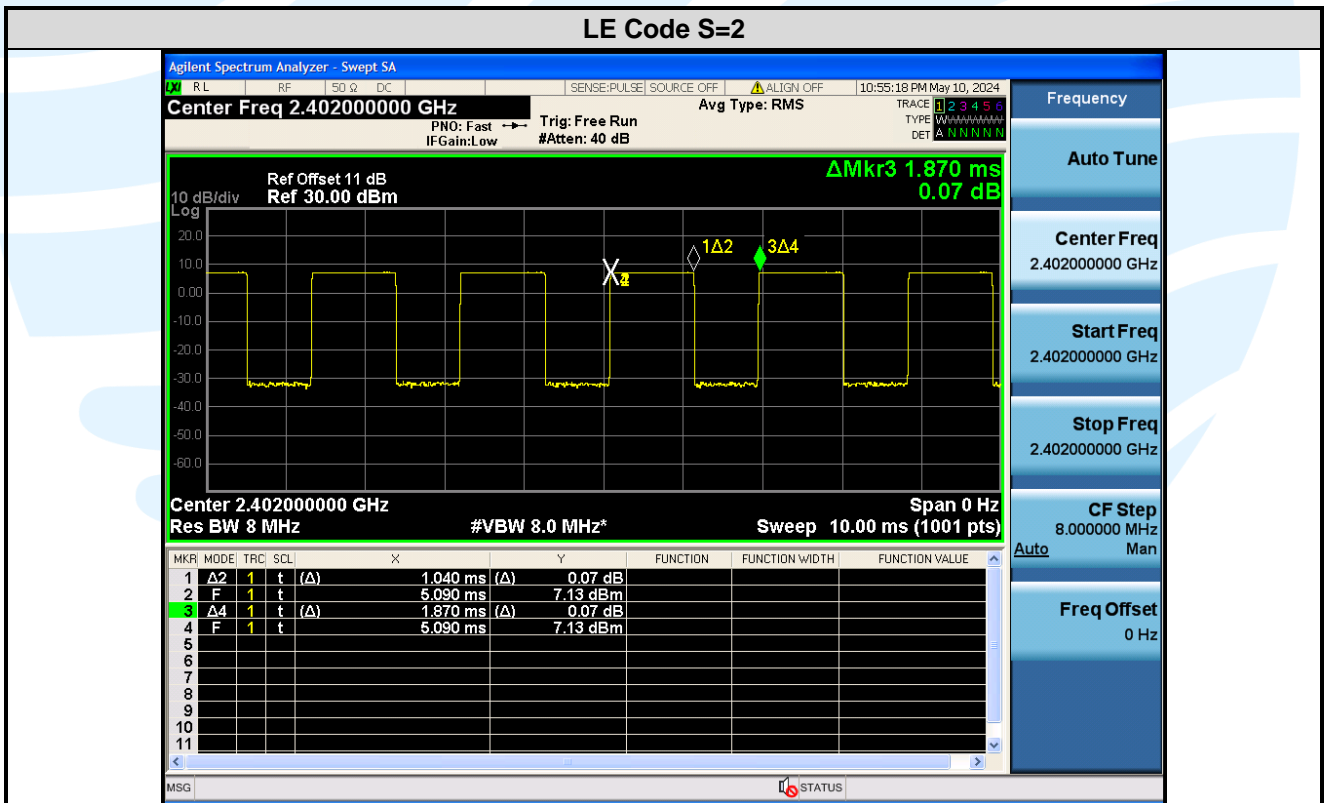 LE Code S=2
Agilent Spectrum Analyzer - Swept SA
LXI RL RF 50 Ω DC SENSE:PULSE SOURCE OFF ALIGN OFF 10:55:18 PM May 10, 2024
Center Freq 2.402000000 GHz
PNO: Fast
IFGain:Low
Trig: Free Run
#Atten: 40 dB
Avg Type: RMS
TRACE 1 2 3 4 5 6
TYPE
DET A N N N N N
ΔMkr3 1.870 ms
0.07 dB
Ref Offset 11 dB
10 dB/div Ref 30.00 dBm
Log
20.0
10.0
0.00
-10.0
-20.0
-30.0
-40.0
-50.0
-60.0
1Δ2
3Δ4
Center 2.402000000 GHz Span 0 Hz
Res BW 8 MHz #VBW 8.0 MHz* Sweep 10.00 ms (1001 pts)
MKR MODE TRC SCL X Y FUNCTION FUNCTION WIDTH FUNCTION VALUE
1 Δ2 1 t (Δ) 1.040 ms (Δ) 0.07 dB
2 F 1 t 5.090 ms 7.13 dBm
3 Δ4 1 t (Δ) 1.870 ms (Δ) 0.07 dB
4 F 1 t 5.090 ms 7.13 dBm
5
6
7
8
9
10
11
MSG STATUS
Frequency
Auto Tune
Center Freq
2.402000000 GHz
Start Freq
2.402000000 GHz
Stop Freq
2.402000000 GHz
CF Step
8.000000 MHz
Auto Man
Freq Offset
0 Hz